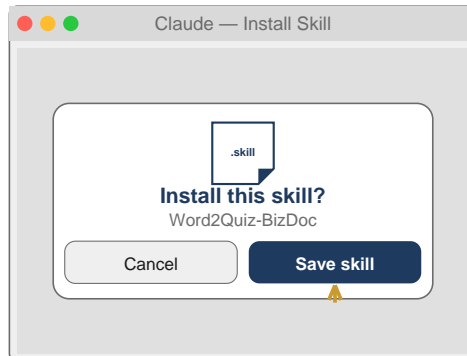 Claude — Install Skill
.skill
Install this skill?
Word2Quiz-BizDoc
Cancel Save skill